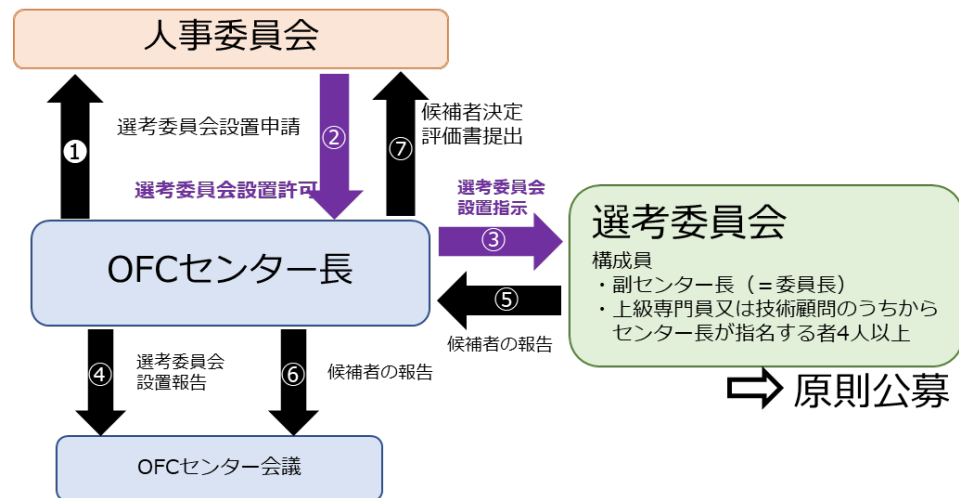 人事委員会
①
選考委員会設置申請
②
選考委員会設置許可
⑦
候補者決定
評価書提出
選考委員会
設置指示
③
OFCセンター長
⑤
候補者の報告
選考委員会
構成員
・副センター長（＝委員長）
・上級専門員又は技術顧問のうちから
センター長が指名する者4人以上
原則公募
④
選考委員会
設置報告
⑥
候補者の報告
OFCセンター会議